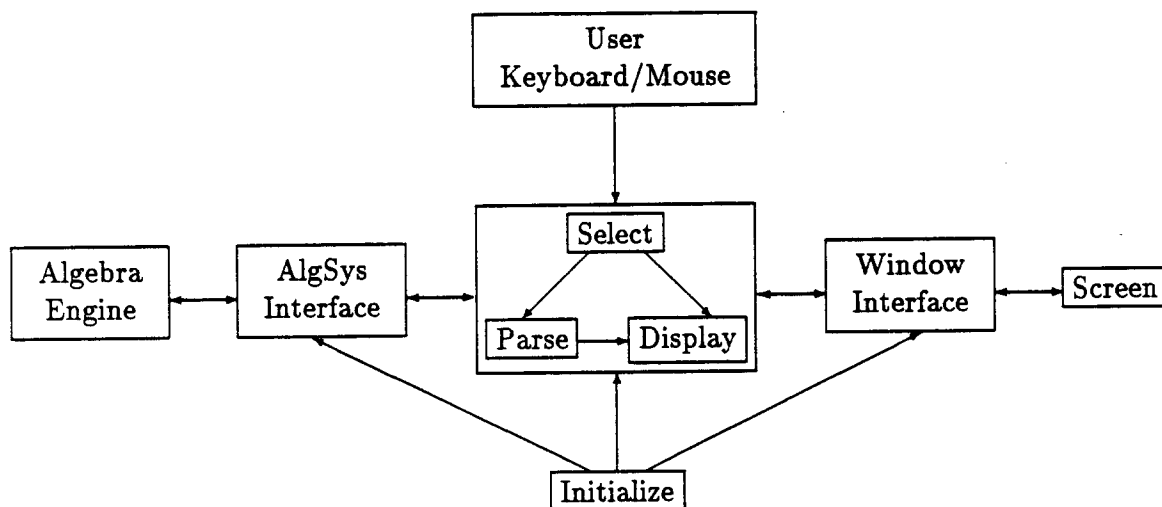 User
Keyboard/Mouse
Select
Algebra
Engine
AlgSys
Interface
Parse
Display
Window
Interface
Screen
Initialize